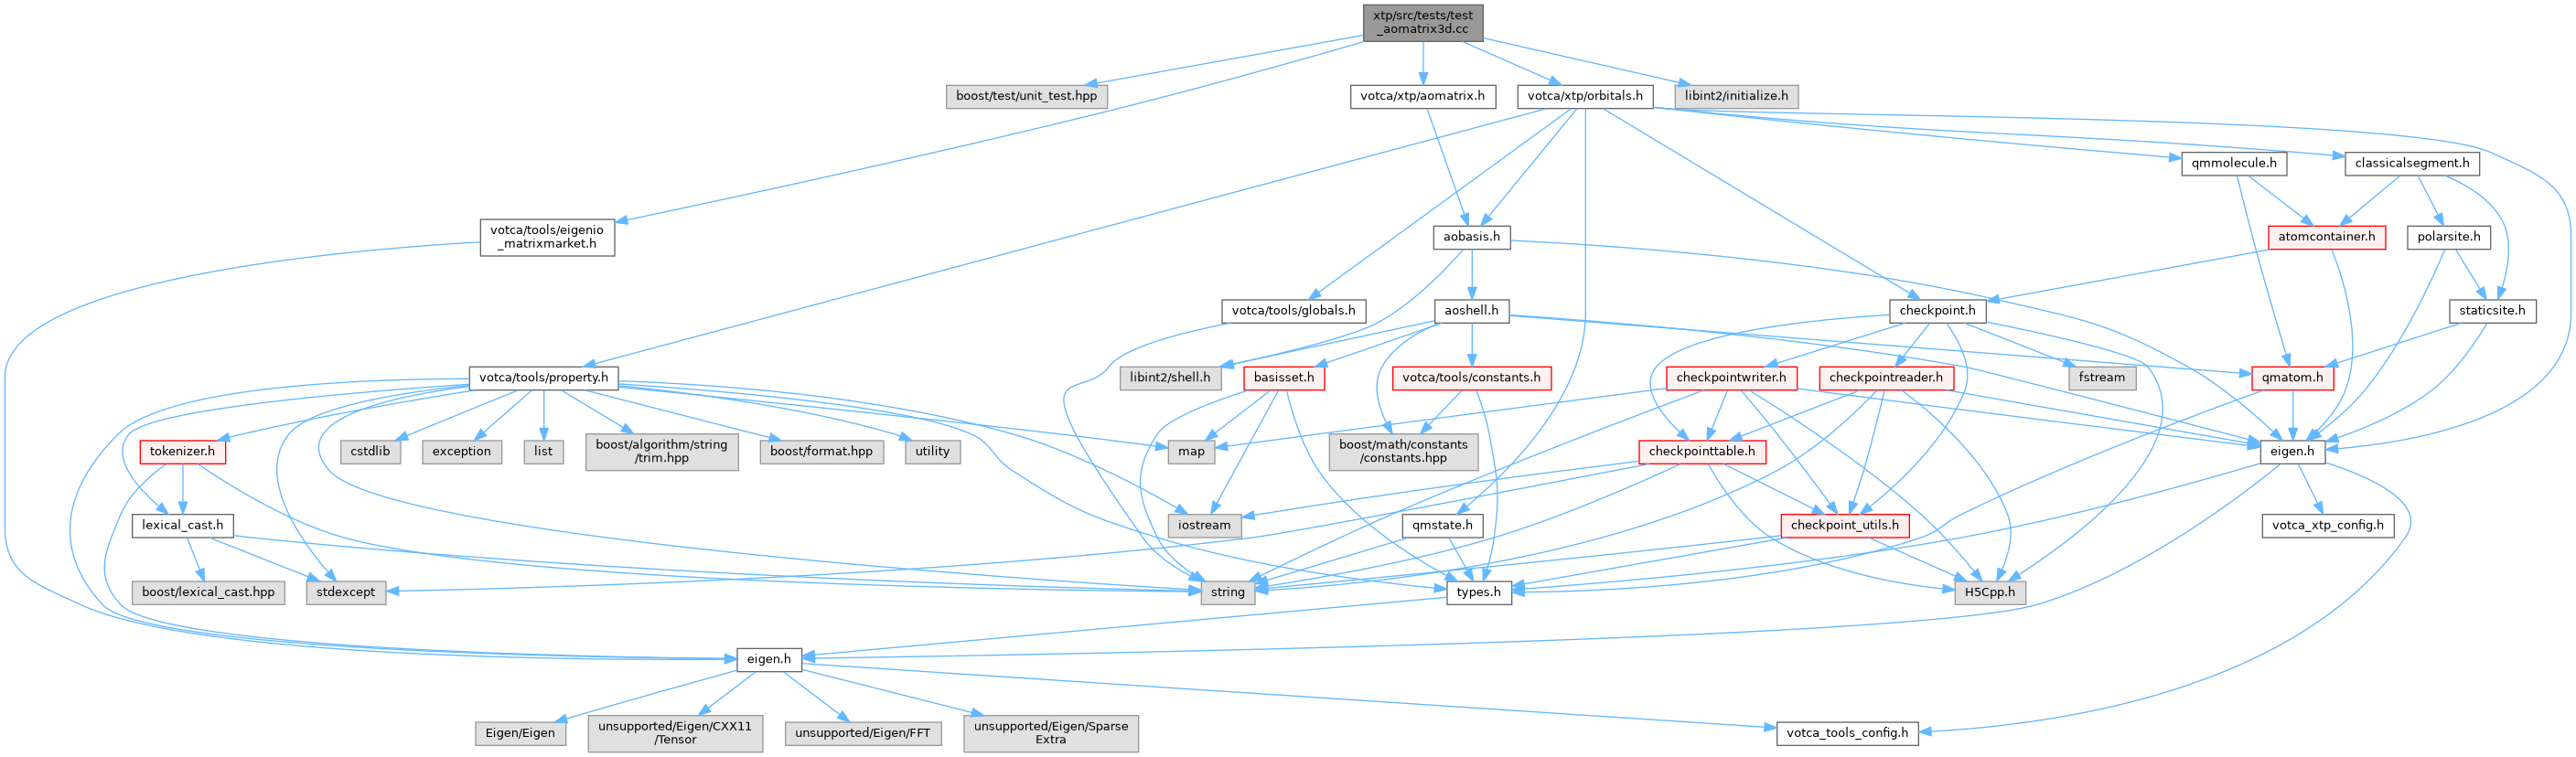 xtp/src/tests/test
_aomatrix3d.cc
boost/test/unit_test.hpp
votca/xtp/aomatrix.h
votca/xtp/orbitals.h
libint2/initialize.h
qmmolecule.h
classicalsegment.h
votca/tools/eigenio
_matrixmarket.h
aobasis.h
atomcontainer.h
polarsite.h
votca/tools/globals.h
aoshell.h
checkpoint.h
staticsite.h
votca/tools/property.h
libint2/shell.h
basisset.h
votca/tools/constants.h
checkpointwriter.h
checkpointreader.h
fstream
qmatom.h
tokenizer.h
cstdlib
exception
list
boost/algorithm/string
/trim.hpp
boost/format.hpp
utility
map
boost/math/constants
/constants.hpp
checkpointtable.h
eigen.h
lexical_cast.h
iostream
qmstate.h
checkpoint_utils.h
votca_xtp_config.h
boost/lexical_cast.hpp
stdexcept
string
types.h
H5Cpp.h
eigen.h
Eigen/Eigen
unsupported/Eigen/CXX11
/Tensor
unsupported/Eigen/FFT
unsupported/Eigen/Sparse
Extra
votca_tools_config.h